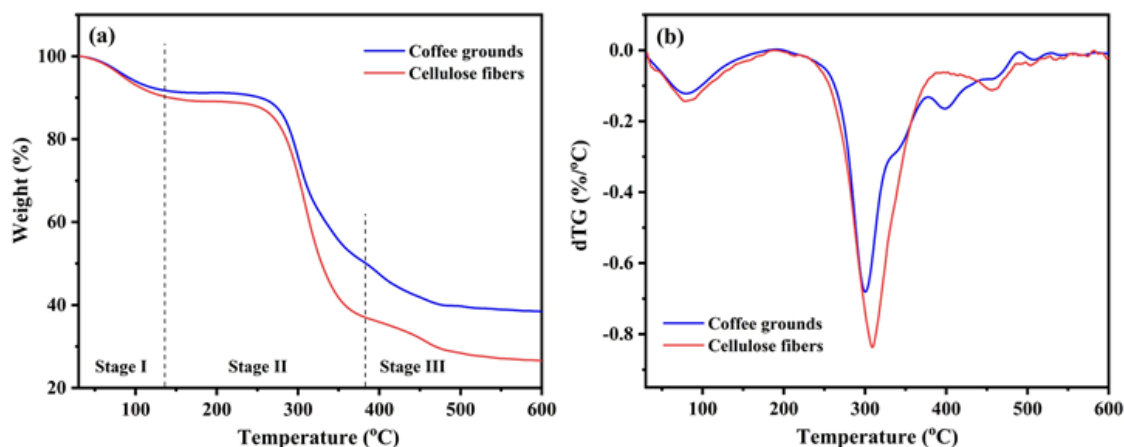 (a)
Coffee grounds
Cellulose fibers
Weight (%)
100
80
60
40
20
Stage I
Stage II
Stage III
100
200
300
400
500
600
Temperature (ºC)
(b)
0.0
-0.2
-0.4
-0.6
-0.8
dTG (%/ºC)
Coffee grounds
Cellulose fibers
100
200
300
400
500
600
Temperature (ºC)